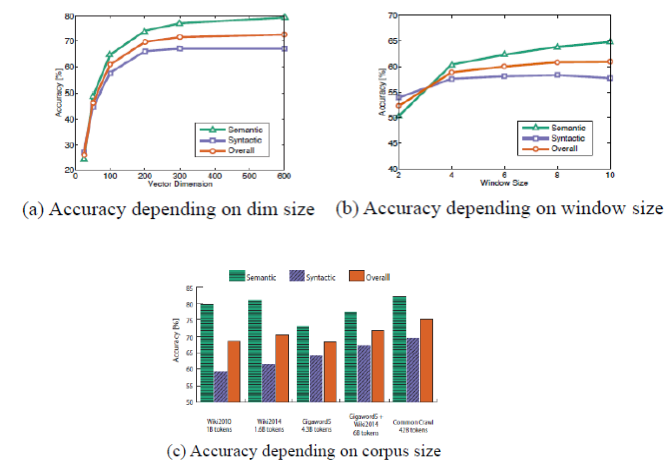 80
70
60
50
40
30
20
0 100 200 300 400 500 600
Accuracy [%]
Vector Dimension
Semantic
Syntactic
Overall
70
65
60
55
50
40
2 4 6 8 10
Accuracy [%]
Window Size
Semantic
Syntactic
Overall
(a) Accuracy depending on dim size
(b) Accuracy depending on window size
Semantic Syntactic Overall
85
80
75
70
65
60
55
50
Accuracy [%]
Wiki2010
1B tokens
Wiki2014
1.6B tokens
Gigaword5
4.3B tokens
Gigaword5 +
Wiki2014
6B tokens
Common Crawl
42B tokens
(c) Accuracy depending on corpus size